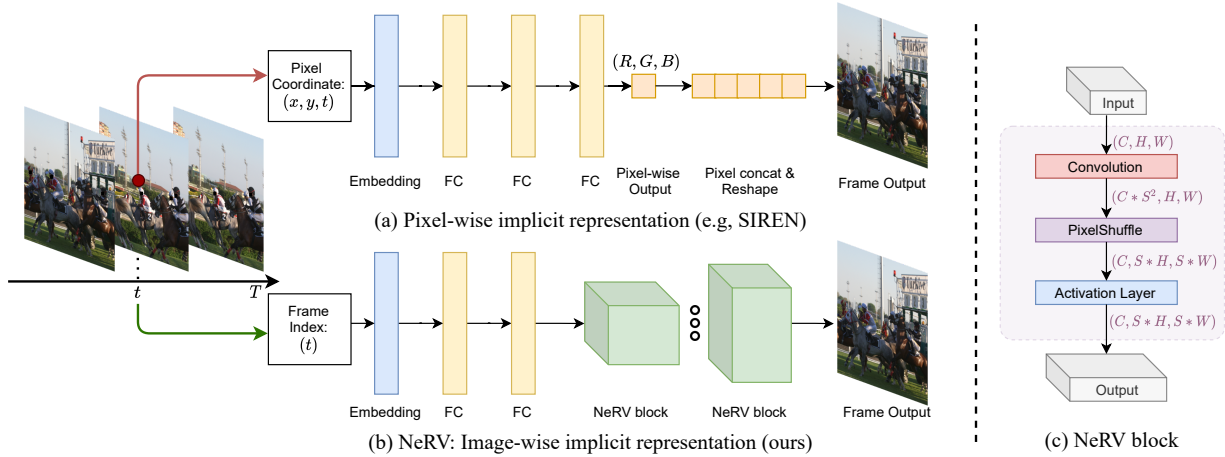 Pixel
Coordinate:
(x, y, t)
Embedding
FC
FC
FC
(R, G, B)
Pixel-wise
Output
Pixel concat &
Reshape
Frame Output
(a) Pixel-wise implicit representation (e.g, SIREN)
t
T
Frame
Index:
(t)
Embedding
FC
FC
NeRV block
NeRV block
Frame Output
(b) NeRV: Image-wise implicit representation (ours)
Input
(C, H, W)
Convolution
(C * S², H, W)
PixelShuffle
(C, S * H, S * W)
Activation Layer
(C, S * H, S * W)
Output
(c) NeRV block